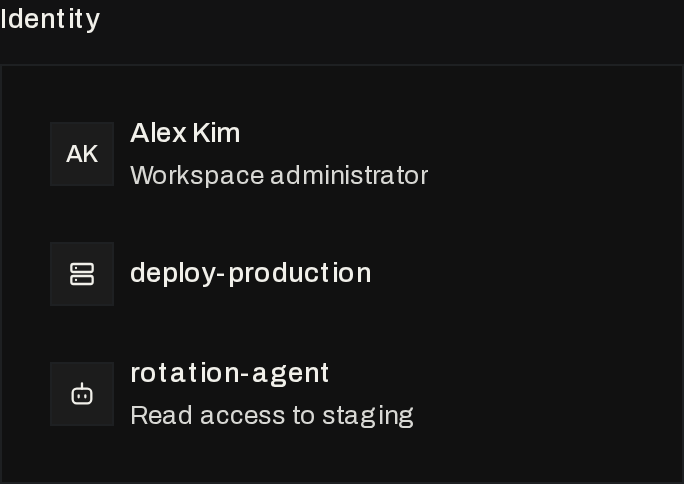 Identity
AK
Alex Kim
Workspace administrator
deploy-production
rotation-agent
Read access to staging